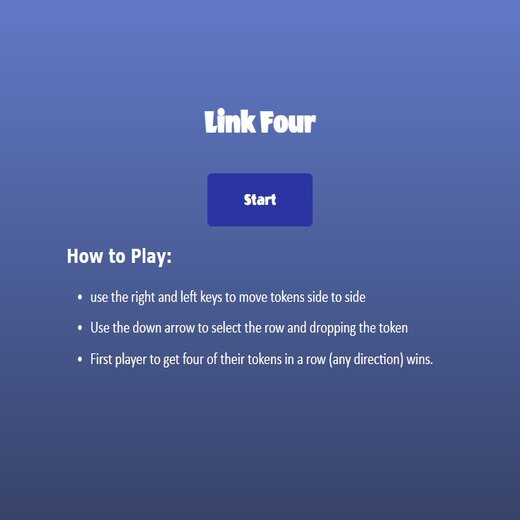 Link Four
Start
How to Play:
• use the right and left keys to move tokens side to side
• Use the down arrow to select the row and dropping the token
• First player to get four of their tokens in a row (any direction) wins.